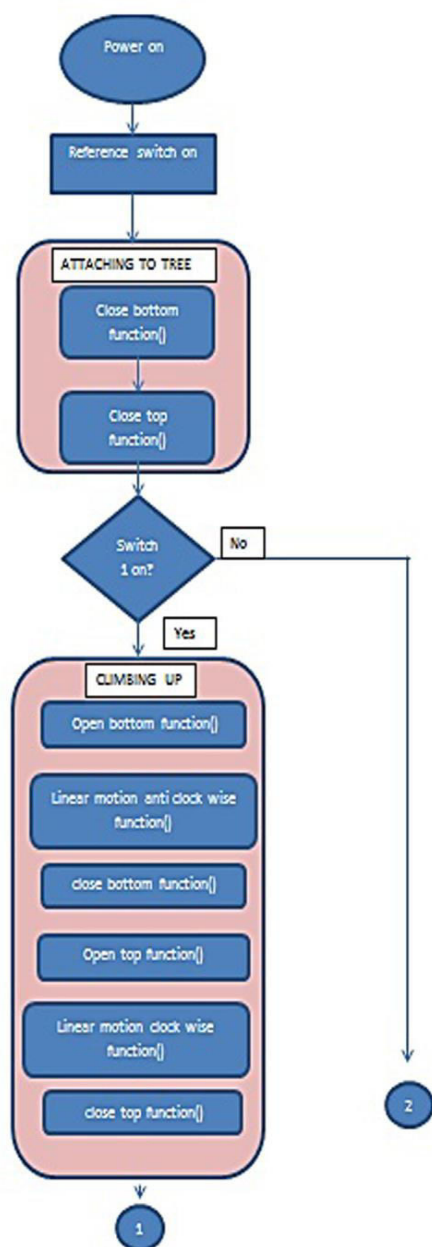 Power on
Reference switch on
ATTACHING TO TREE
Close bottom
function()
Close top
function()
Switch
1 on?
No
Yes
CLIMBING UP
Open bottom function()
Linear motion anti clock wise
function()
close bottom function()
Open top function()
Linear motion clock wise
function()
close top function()
2
1